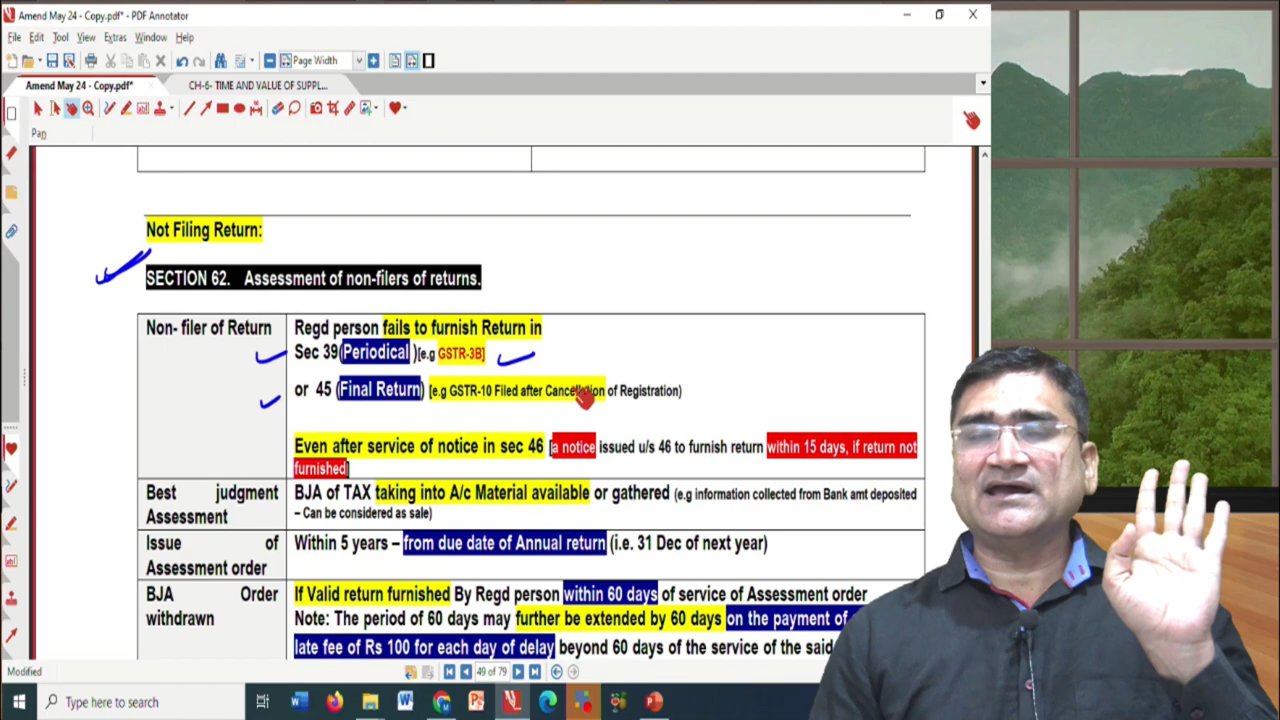 Amend May 24 - Copy.pdf* - PDF Annotator
File Edit Tool View Extras Window Help
Page Width
Amend May 24 - Copy.pdf* CH-6- TIME AND VALUE OF SUPPL...
Pan
Not Filing Return:
SECTION 62. Assessment of non-filers of returns.
Non- filer of Return
Regd person fails to furnish Return in
Sec 39(Periodical )[e.g GSTR-3B]
or 45 (Final Return) [e.g GSTR-10 Filed after Cancellation of Registration)
Even after service of notice in sec 46 [a notice issued u/s 46 to furnish return within 15 days, if return not
furnished]
Best judgment
Assessment
BJA of TAX taking into A/c Material available or gathered (e.g information collected from Bank amt deposited
– Can be considered as sale)
Issue of
Assessment order
Within 5 years – from due date of Annual return (i.e. 31 Dec of next year)
BJA Order
withdrawn
If Valid return furnished By Regd person within 60 days of service of Assessment order
Note: The period of 60 days may further be extended by 60 days on the payment of
late fee of Rs 100 for each day of delay beyond 60 days of the service of the said
Modified
49 of 79
Type here to search